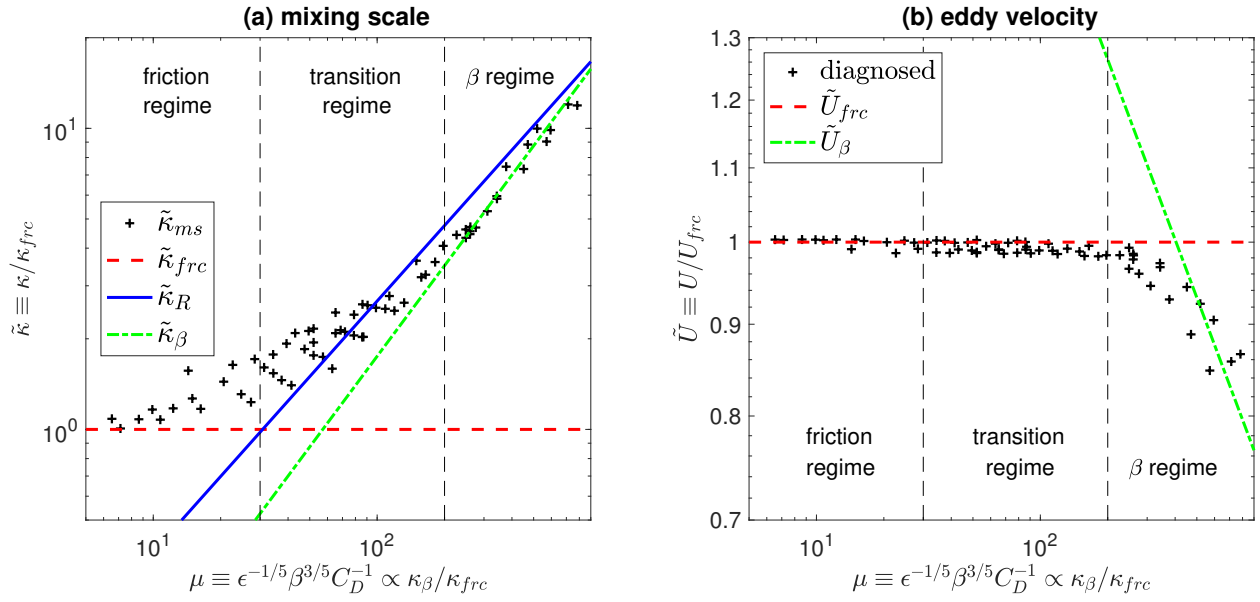 (a) mixing scale
friction
regime
transition
regime
β regime
κ̃_ms
κ̃_frc
κ̃_R
κ̃_β
10^1
10^0
κ̃ ≡ κ/κ_frc
10^1
10^2
μ ≡ ϵ^{-1/5}β^{3/5}C_D^{-1} ∝ κ_β/κ_frc
(b) eddy velocity
diagnosed
Ũ_frc
Ũ_β
1.3
1.2
1.1
1
0.9
0.8
0.7
Ũ ≡ U/U_frc
friction
regime
transition
regime
β regime
10^1
10^2
μ ≡ ϵ^{-1/5}β^{3/5}C_D^{-1} ∝ κ_β/κ_frc